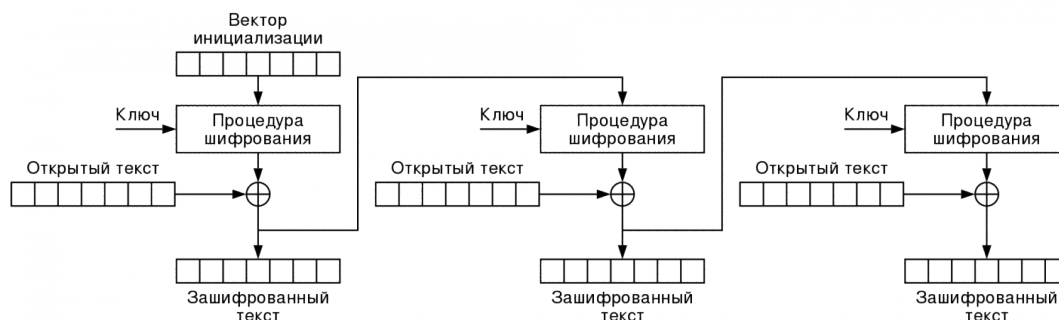 Вектор
инициализации
Ключ
Процедура
шифрования
Открытый текст
Зашифрованный
текст
Ключ
Процедура
шифрования
Открытый текст
Зашифрованный
текст
Ключ
Процедура
шифрования
Открытый текст
Зашифрованный
текст